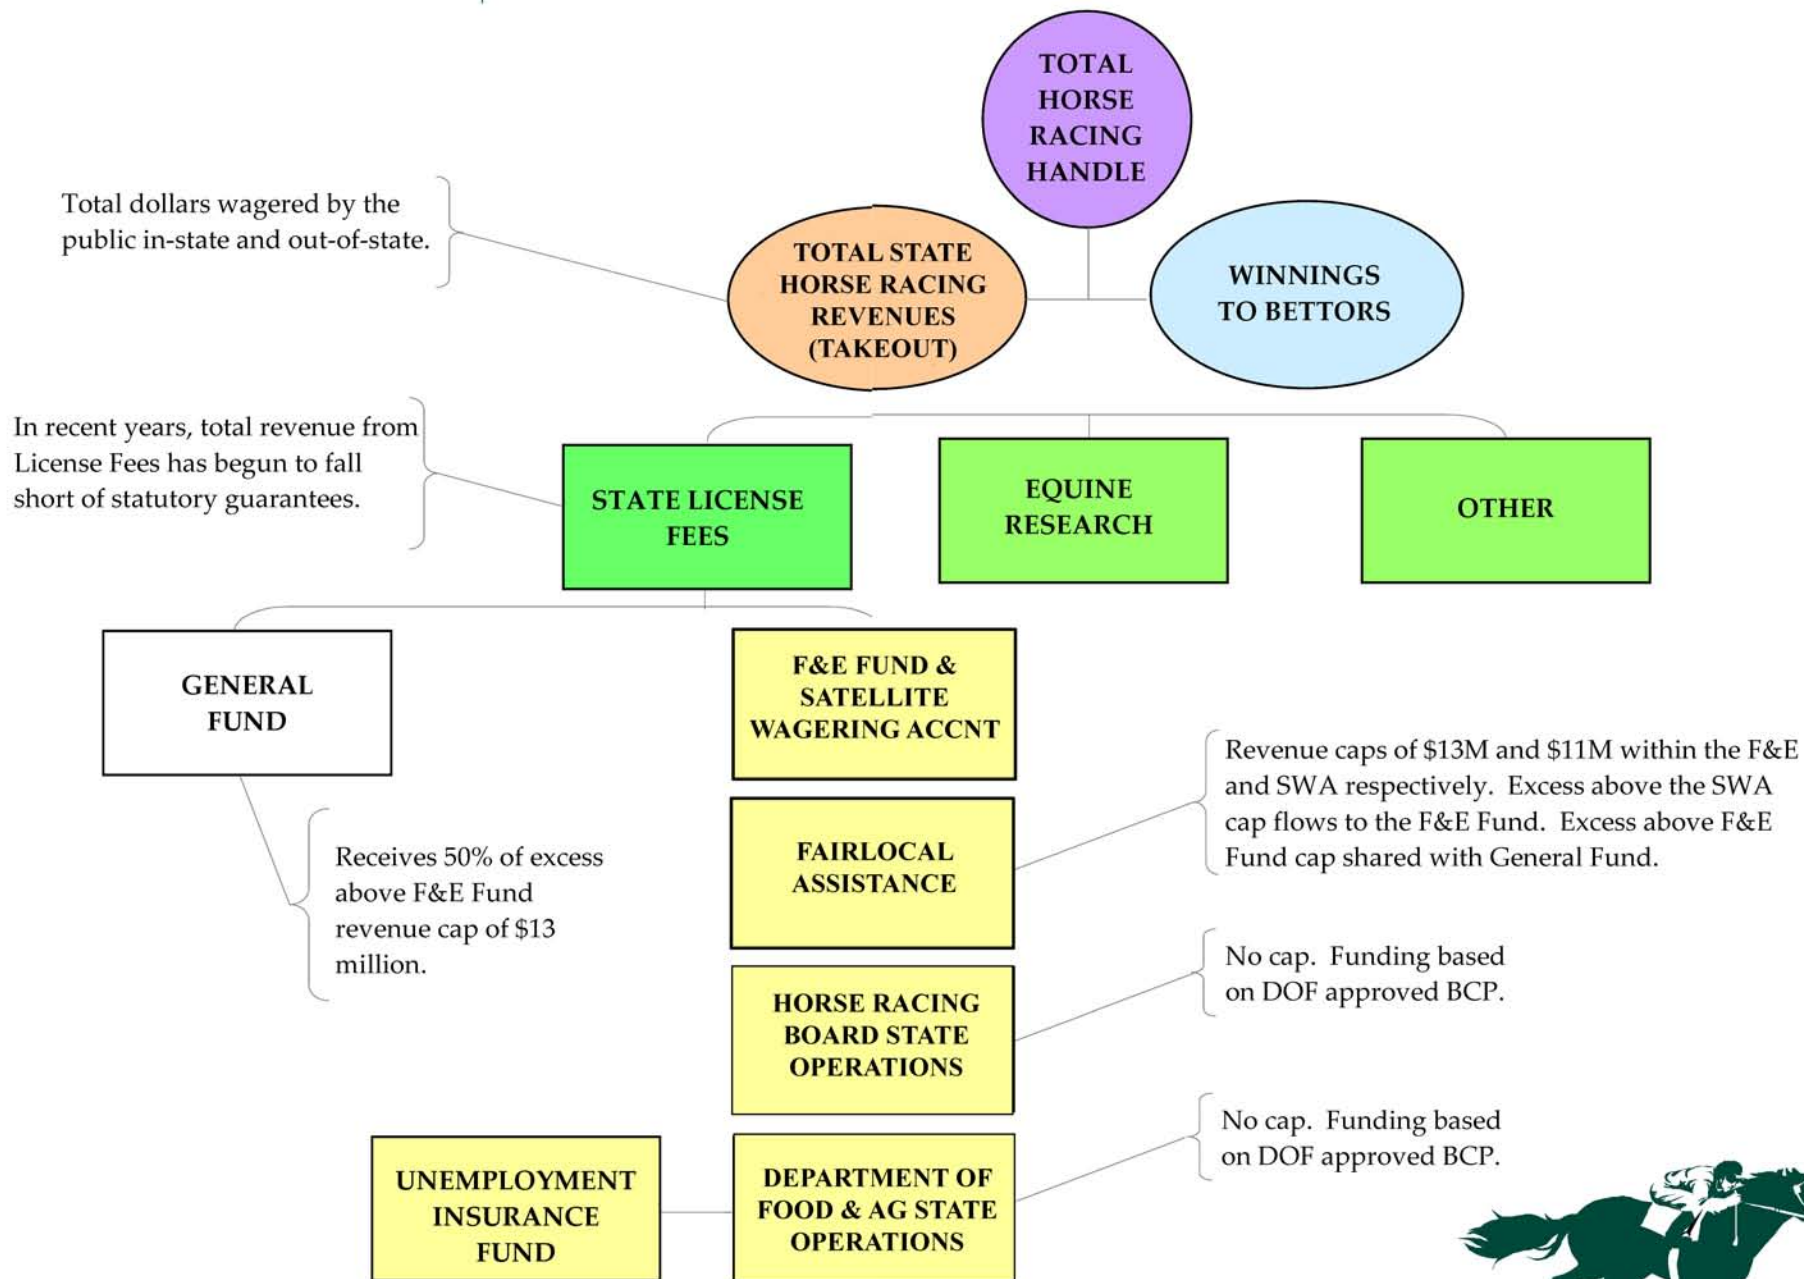 TOTAL
HORSE
RACING
HANDLE
Total dollars wagered by the
public in-state and out-of-state.
TOTAL STATE
HORSE RACING
REVENUES
(TAKEOUT)
WINNINGS
TO BETTORS
In recent years, total revenue from
License Fees has begun to fall
short of statutory guarantees.
STATE LICENSE
FEES
EQUINE
RESEARCH
OTHER
GENERAL
FUND
F&E FUND &
SATELLITE
WAGERING ACCNT
Receives 50% of excess
above F&E Fund
revenue cap of $13
million.
FAIRLOCAL
ASSISTANCE
Revenue caps of $13M and $11M within the F&E
and SWA respectively.  Excess above the SWA
cap flows to the F&E Fund.  Excess above F&E
Fund cap shared with General Fund.
HORSE RACING
BOARD STATE
OPERATIONS
No cap.  Funding based
on DOF approved BCP.
UNEMPLOYMENT
INSURANCE
FUND
DEPARTMENT OF
FOOD & AG STATE
OPERATIONS
No cap.  Funding based
on DOF approved BCP.